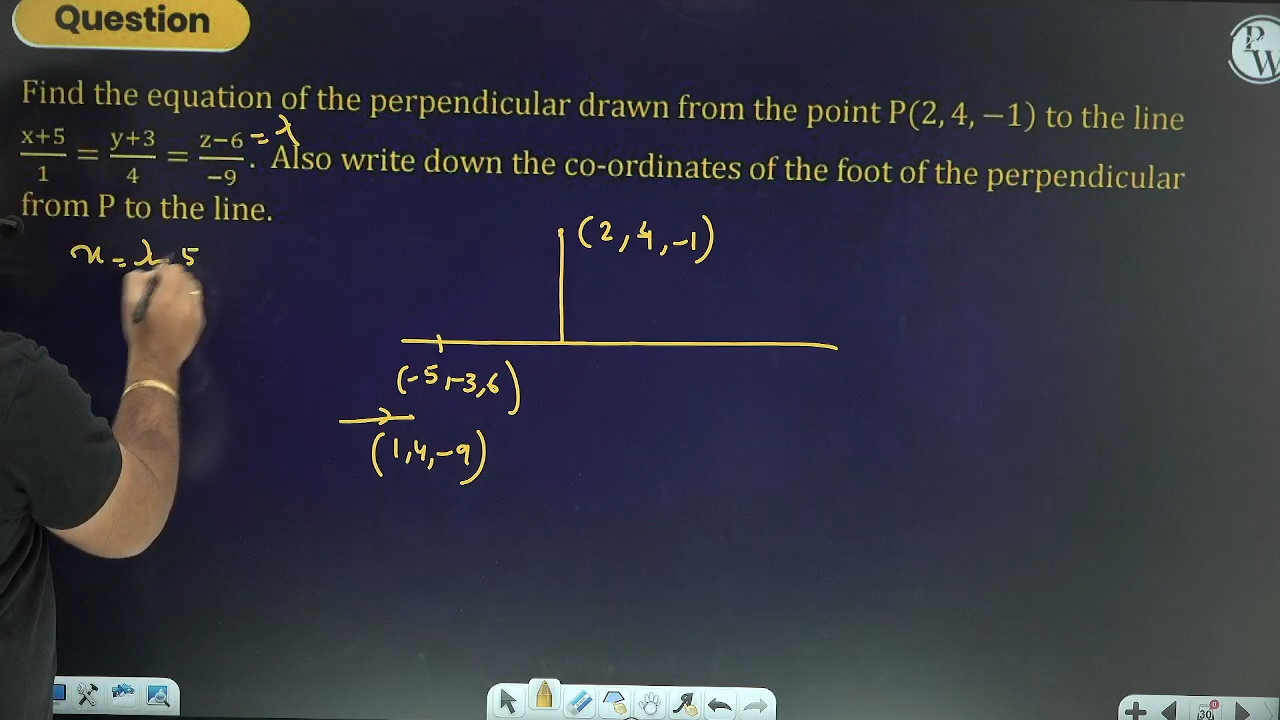 Question
PW
Find the equation of the perpendicular drawn from the point P(2, 4, −1) to the line
x+5/1 = y+3/4 = z−6/−9 = λ. Also write down the co-ordinates of the foot of the perpendicular
from P to the line.
x = λ - 5
(2, 4, -1)
(-5, -3, 6)
(1, 4, -9)
30